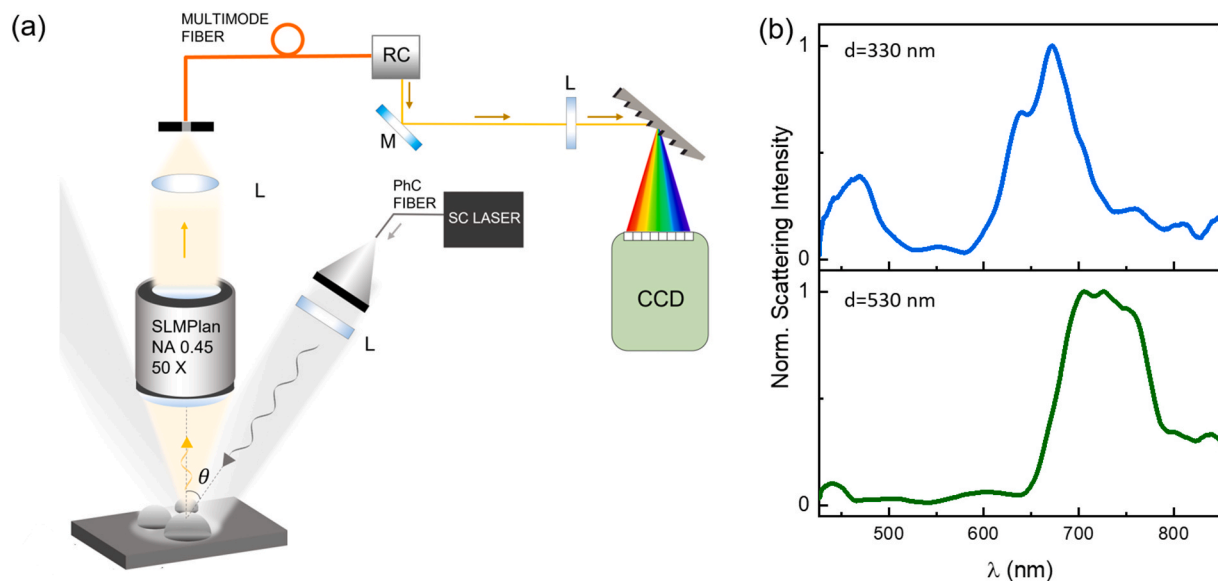 (a)
MULTIMODE
FIBER
RC
M
L
L
PhC
FIBER
SC LASER
L
CCD
SLMPlan
NA 0.45
50 X
θ
(b)
Norm. Scattering Intensity
1
d=330 nm
0
1
d=530 nm
0
500 600 700 800
λ (nm)